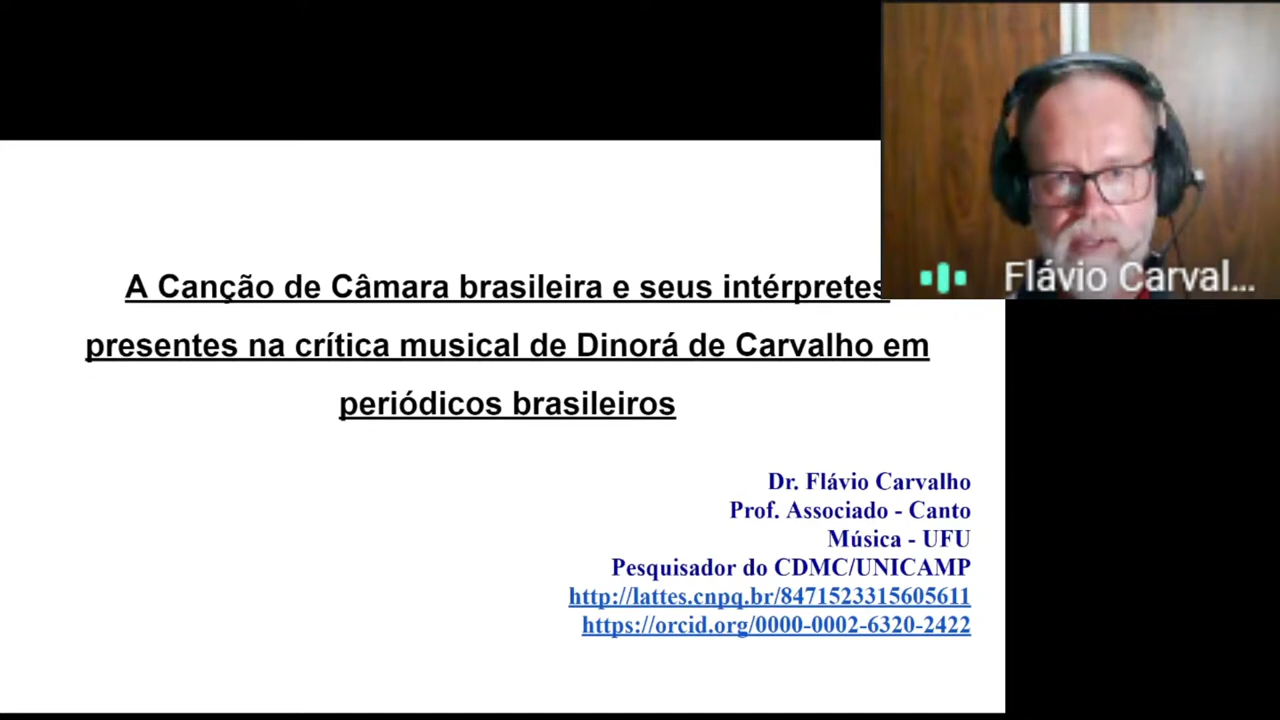 Flávio Carval...
A Canção de Câmara brasileira e seus intérpretes
presentes na crítica musical de Dinorá de Carvalho em
periódicos brasileiros
Dr. Flávio Carvalho
Prof. Associado - Canto
Música - UFU
Pesquisador do CDMC/UNICAMP
http://lattes.cnpq.br/8471523315605611
https://orcid.org/0000-0002-6320-2422